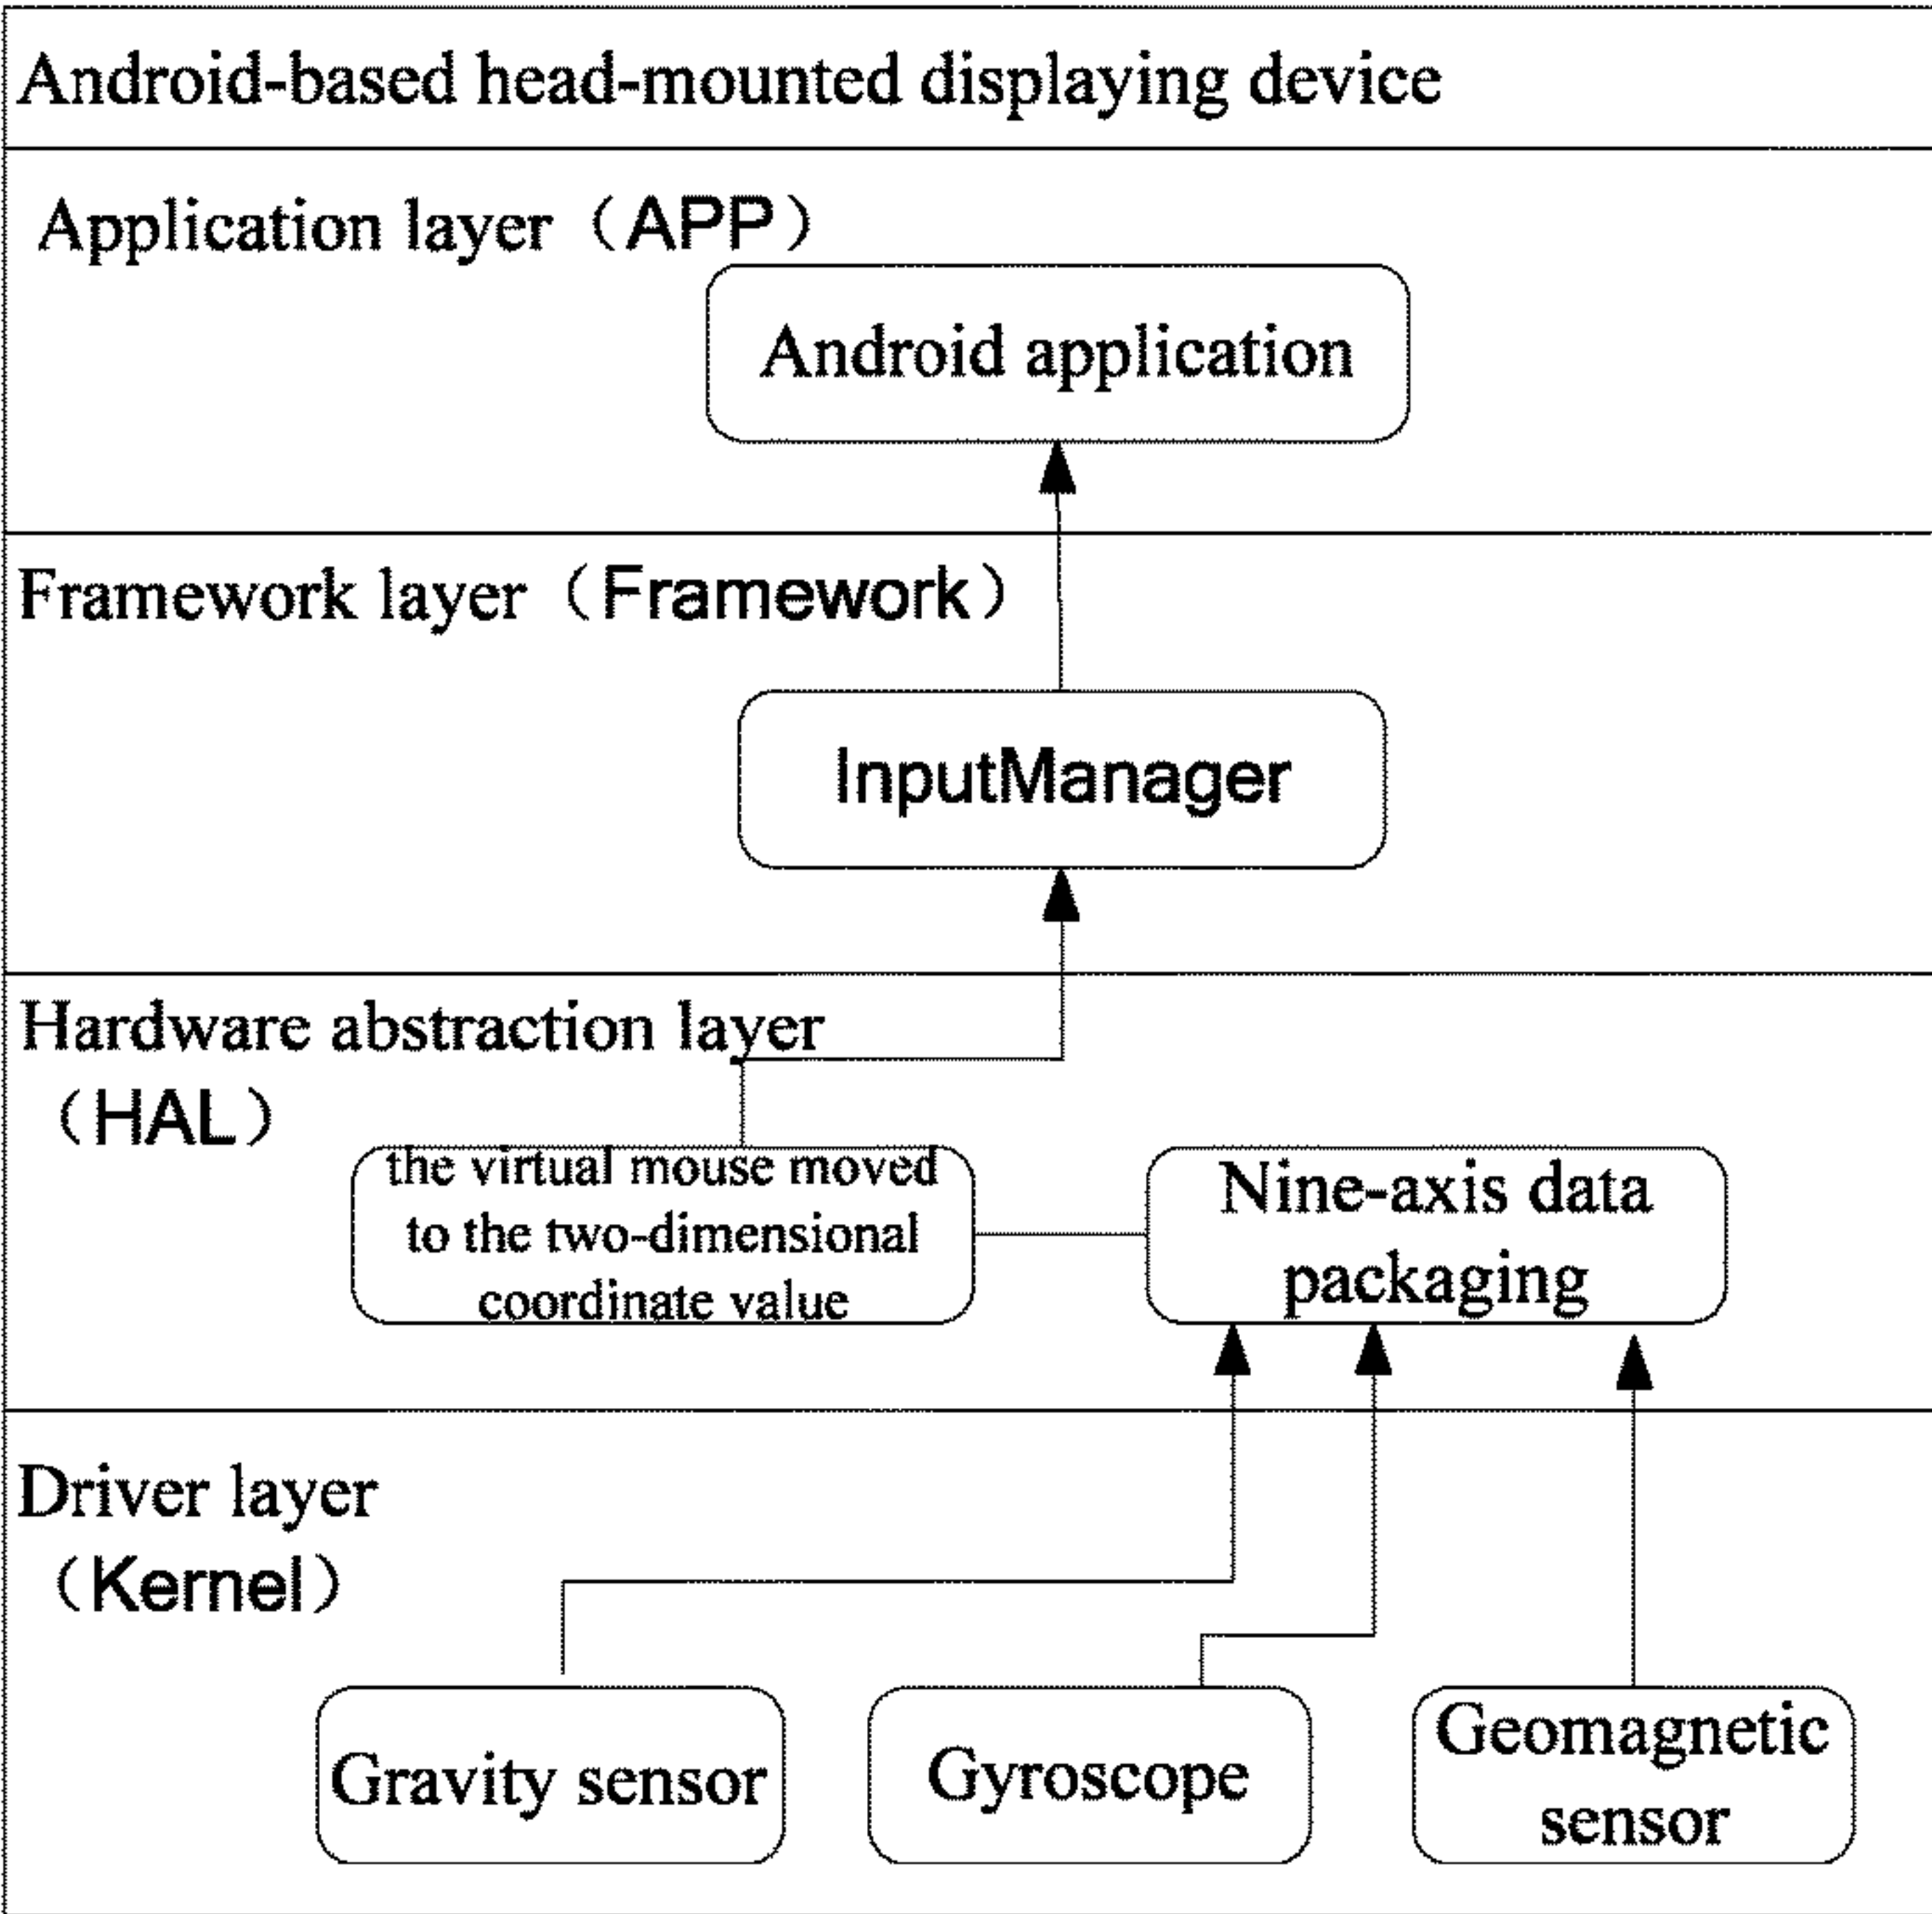 Android-based head-mounted displaying device
Application layer（APP）
Android application
Framework layer（Framework）
InputManager
Hardware abstraction layer
（HAL）
the virtual mouse moved
to the two-dimensional
coordinate value
Nine-axis data
packaging
Driver layer
（Kernel）
Gravity sensor
Gyroscope
Geomagnetic
sensor